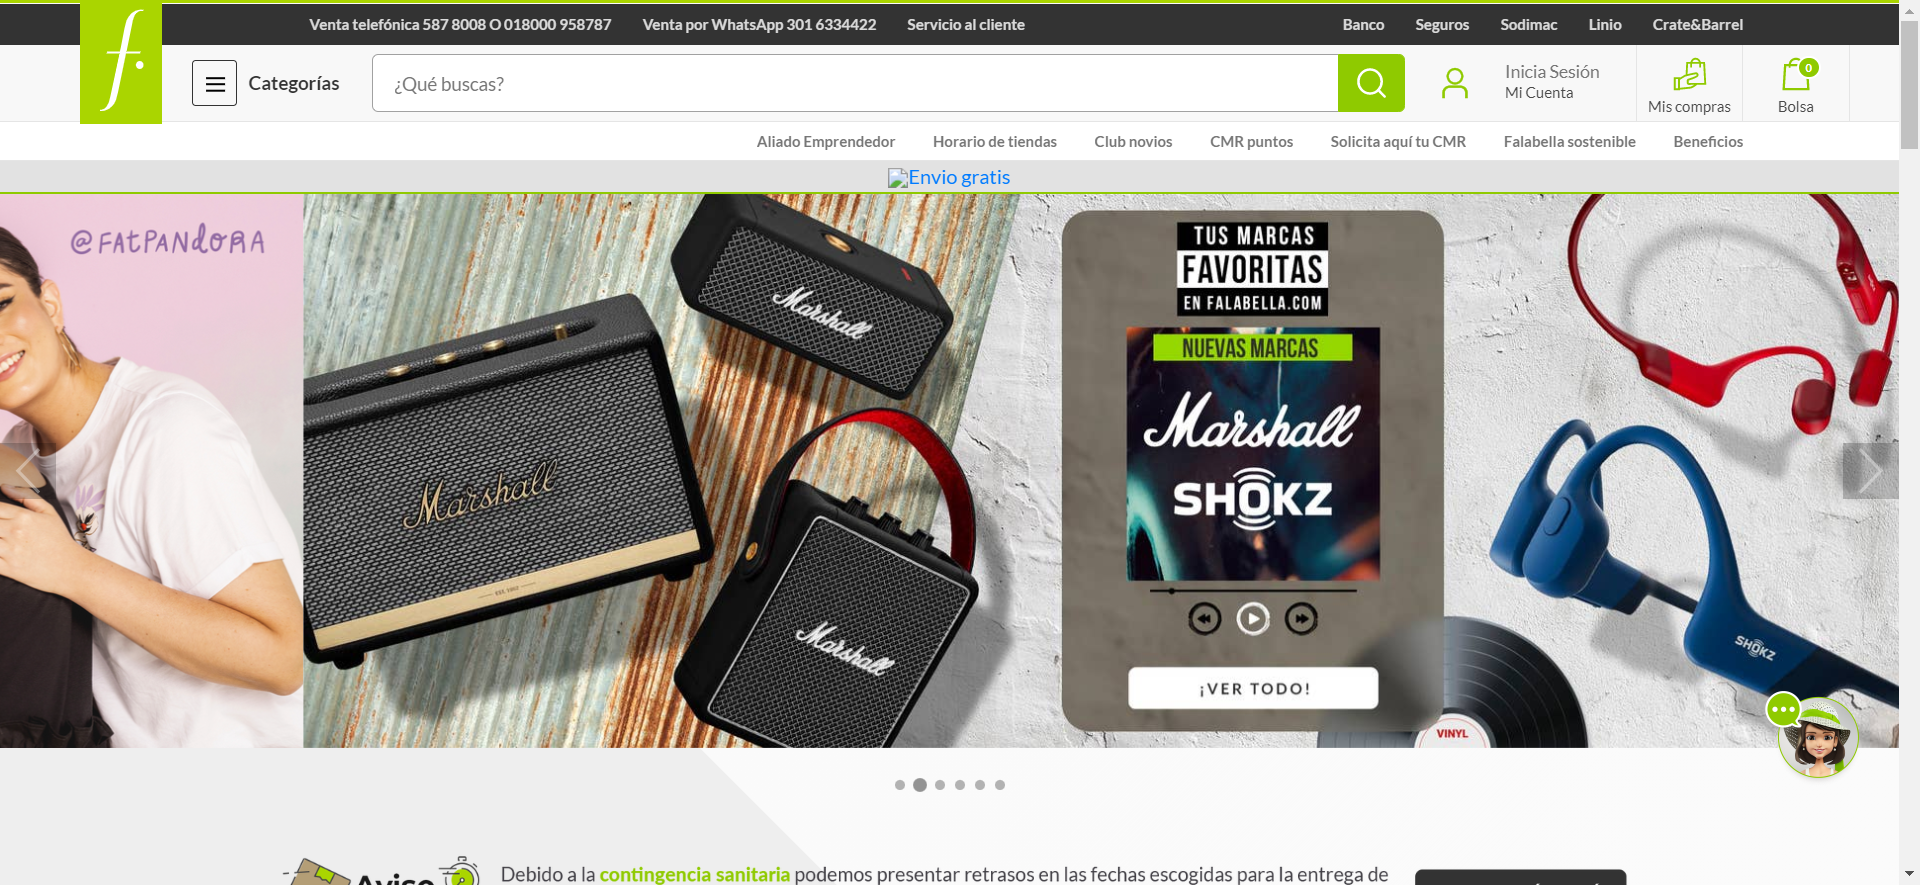 Venta telefónica 587 8008 O 018000 958787 Venta por WhatsApp 301 6334422 Servicio al cliente Banco Seguros Sodimac Linio Crate&Barrel
f.
Categorías
¿Qué buscas?
Inicia Sesión
Mi Cuenta
Mis compras
0
Bolsa
Aliado Emprendedor Horario de tiendas Club novios CMR puntos Solicita aquí tu CMR Falabella sostenible Beneficios
Envio gratis
@FATPANDORA
Marshall
Marshall
EST. 1962
Marshall
TUS MARCAS
FAVORITAS
EN FALABELLA.COM
NUEVAS MARCAS
Marshall
SHOKZ
¡VER TODO!
VINYL
SHOKZ
Aviso
Debido a la contingencia sanitaria podemos presentar retrasos en las fechas escogidas para la entrega de